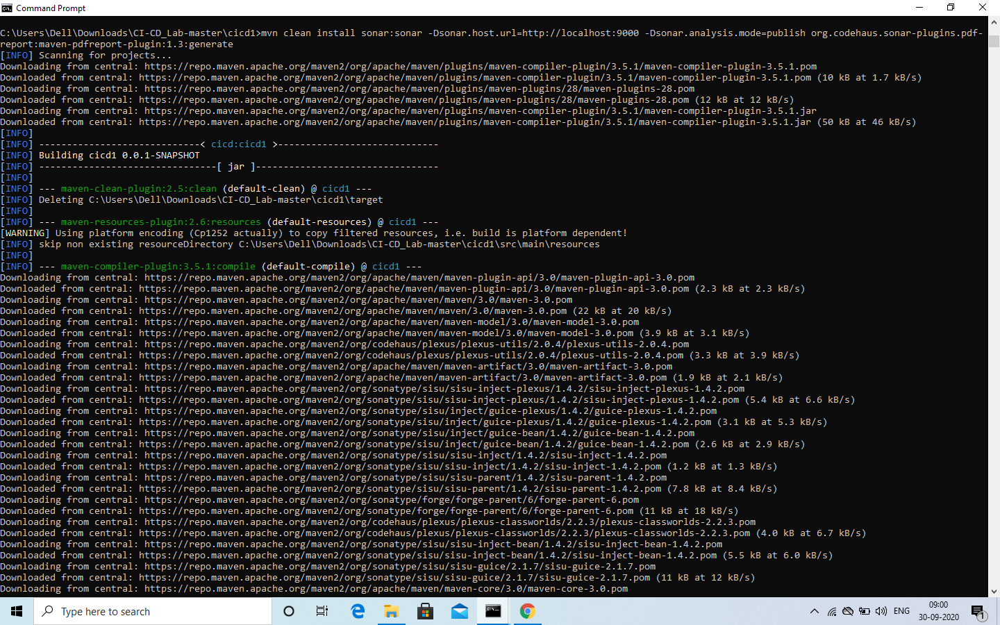 Command Prompt
C:\Users\Dell\Downloads\CI-CD_Lab-master\cicd1>mvn clean install sonar:sonar -Dsonar.host.url=http://localhost:9000 -Dsonar.analysis.mode=publish org.codehaus.sonar-plugins.pdf-
report:maven-pdfreport-plugin:1.3:generate
[INFO] Scanning for projects...
Downloading from central: https://repo.maven.apache.org/maven2/org/apache/maven/plugins/maven-compiler-plugin/3.5.1/maven-compiler-plugin-3.5.1.pom
Downloaded from central: https://repo.maven.apache.org/maven2/org/apache/maven/plugins/maven-compiler-plugin/3.5.1/maven-compiler-plugin-3.5.1.pom (10 kB at 1.7 kB/s)
Downloading from central: https://repo.maven.apache.org/maven2/org/apache/maven/plugins/maven-plugins/28/maven-plugins-28.pom
Downloaded from central: https://repo.maven.apache.org/maven2/org/apache/maven/plugins/maven-plugins/28/maven-plugins-28.pom (12 kB at 12 kB/s)
Downloading from central: https://repo.maven.apache.org/maven2/org/apache/maven/plugins/maven-compiler-plugin/3.5.1/maven-compiler-plugin-3.5.1.jar
Downloaded from central: https://repo.maven.apache.org/maven2/org/apache/maven/plugins/maven-compiler-plugin/3.5.1/maven-compiler-plugin-3.5.1.jar (50 kB at 46 kB/s)
[INFO]
[INFO] -----------------------------< cicd:cicd1 >-----------------------------
[INFO] Building cicd1 0.0.1-SNAPSHOT
[INFO] --------------------------------[ jar ]---------------------------------
[INFO]
[INFO] --- maven-clean-plugin:2.5:clean (default-clean) @ cicd1 ---
[INFO] Deleting C:\Users\Dell\Downloads\CI-CD_Lab-master\cicd1\target
[INFO]
[INFO] --- maven-resources-plugin:2.6:resources (default-resources) @ cicd1 ---
[WARNING] Using platform encoding (Cp1252 actually) to copy filtered resources, i.e. build is platform dependent!
[INFO] skip non existing resourceDirectory C:\Users\Dell\Downloads\CI-CD_Lab-master\cicd1\src\main\resources
[INFO]
[INFO] --- maven-compiler-plugin:3.5.1:compile (default-compile) @ cicd1 ---
Downloading from central: https://repo.maven.apache.org/maven2/org/apache/maven/maven-plugin-api/3.0/maven-plugin-api-3.0.pom
Downloaded from central: https://repo.maven.apache.org/maven2/org/apache/maven/maven-plugin-api/3.0/maven-plugin-api-3.0.pom (2.3 kB at 2.3 kB/s)
Downloading from central: https://repo.maven.apache.org/maven2/org/apache/maven/maven/3.0/maven-3.0.pom
Downloaded from central: https://repo.maven.apache.org/maven2/org/apache/maven/maven/3.0/maven-3.0.pom (22 kB at 20 kB/s)
Downloading from central: https://repo.maven.apache.org/maven2/org/apache/maven/maven-model/3.0/maven-model-3.0.pom
Downloaded from central: https://repo.maven.apache.org/maven2/org/apache/maven/maven-model/3.0/maven-model-3.0.pom (3.9 kB at 3.1 kB/s)
Downloading from central: https://repo.maven.apache.org/maven2/org/codehaus/plexus/plexus-utils/2.0.4/plexus-utils-2.0.4.pom
Downloaded from central: https://repo.maven.apache.org/maven2/org/codehaus/plexus/plexus-utils/2.0.4/plexus-utils-2.0.4.pom (3.3 kB at 3.9 kB/s)
Downloading from central: https://repo.maven.apache.org/maven2/org/apache/maven/maven-artifact/3.0/maven-artifact-3.0.pom
Downloaded from central: https://repo.maven.apache.org/maven2/org/apache/maven/maven-artifact/3.0/maven-artifact-3.0.pom (1.9 kB at 2.1 kB/s)
Downloading from central: https://repo.maven.apache.org/maven2/org/sonatype/sisu/sisu-inject-plexus/1.4.2/sisu-inject-plexus-1.4.2.pom
Downloaded from central: https://repo.maven.apache.org/maven2/org/sonatype/sisu/sisu-inject-plexus/1.4.2/sisu-inject-plexus-1.4.2.pom (5.4 kB at 6.6 kB/s)
Downloading from central: https://repo.maven.apache.org/maven2/org/sonatype/sisu/inject/guice-plexus/1.4.2/guice-plexus-1.4.2.pom
Downloaded from central: https://repo.maven.apache.org/maven2/org/sonatype/sisu/inject/guice-plexus/1.4.2/guice-plexus-1.4.2.pom (3.1 kB at 5.3 kB/s)
Downloading from central: https://repo.maven.apache.org/maven2/org/sonatype/sisu/inject/guice-bean/1.4.2/guice-bean-1.4.2.pom
Downloaded from central: https://repo.maven.apache.org/maven2/org/sonatype/sisu/inject/guice-bean/1.4.2/guice-bean-1.4.2.pom (2.6 kB at 2.9 kB/s)
Downloading from central: https://repo.maven.apache.org/maven2/org/sonatype/sisu/sisu-inject/1.4.2/sisu-inject-1.4.2.pom
Downloaded from central: https://repo.maven.apache.org/maven2/org/sonatype/sisu/sisu-inject/1.4.2/sisu-inject-1.4.2.pom (1.2 kB at 1.3 kB/s)
Downloading from central: https://repo.maven.apache.org/maven2/org/sonatype/sisu/sisu-parent/1.4.2/sisu-parent-1.4.2.pom
Downloaded from central: https://repo.maven.apache.org/maven2/org/sonatype/sisu/sisu-parent/1.4.2/sisu-parent-1.4.2.pom (7.8 kB at 8.4 kB/s)
Downloading from central: https://repo.maven.apache.org/maven2/org/sonatype/forge/forge-parent/6/forge-parent-6.pom
Downloaded from central: https://repo.maven.apache.org/maven2/org/sonatype/forge/forge-parent/6/forge-parent-6.pom (11 kB at 18 kB/s)
Downloading from central: https://repo.maven.apache.org/maven2/org/codehaus/plexus/plexus-classworlds/2.2.3/plexus-classworlds-2.2.3.pom
Downloaded from central: https://repo.maven.apache.org/maven2/org/codehaus/plexus/plexus-classworlds/2.2.3/plexus-classworlds-2.2.3.pom (4.0 kB at 6.7 kB/s)
Downloading from central: https://repo.maven.apache.org/maven2/org/sonatype/sisu/sisu-inject-bean/1.4.2/sisu-inject-bean-1.4.2.pom
Downloaded from central: https://repo.maven.apache.org/maven2/org/sonatype/sisu/sisu-inject-bean/1.4.2/sisu-inject-bean-1.4.2.pom (5.5 kB at 6.0 kB/s)
Downloading from central: https://repo.maven.apache.org/maven2/org/sonatype/sisu/sisu-guice/2.1.7/sisu-guice-2.1.7.pom
Downloaded from central: https://repo.maven.apache.org/maven2/org/sonatype/sisu/sisu-guice/2.1.7/sisu-guice-2.1.7.pom (11 kB at 12 kB/s)
Downloading from central: https://repo.maven.apache.org/maven2/org/apache/maven/maven-core/3.0/maven-core-3.0.pom
Type here to search
ENG
09:00
30-09-2020
1